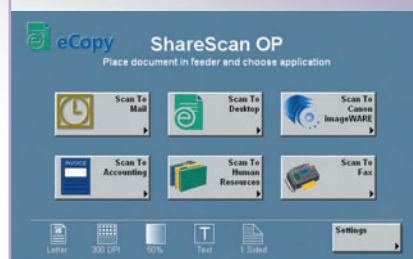 eCopy
ShareScan OP
Place document in feeder and choose application
Scan To
Mail
Scan To
Desktop
Scan To
Canon
imageWARE
INVOICE
Scan To
Accounting
Scan To
Human
Resources
Scan To
Fax
Letter
300 DPI
50%
T
Text
1 Sided
Settings